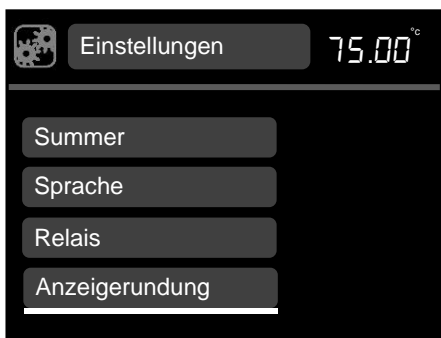 Einstellungen 75.00°c
Summer
Sprache
Relais
Anzeigerundung